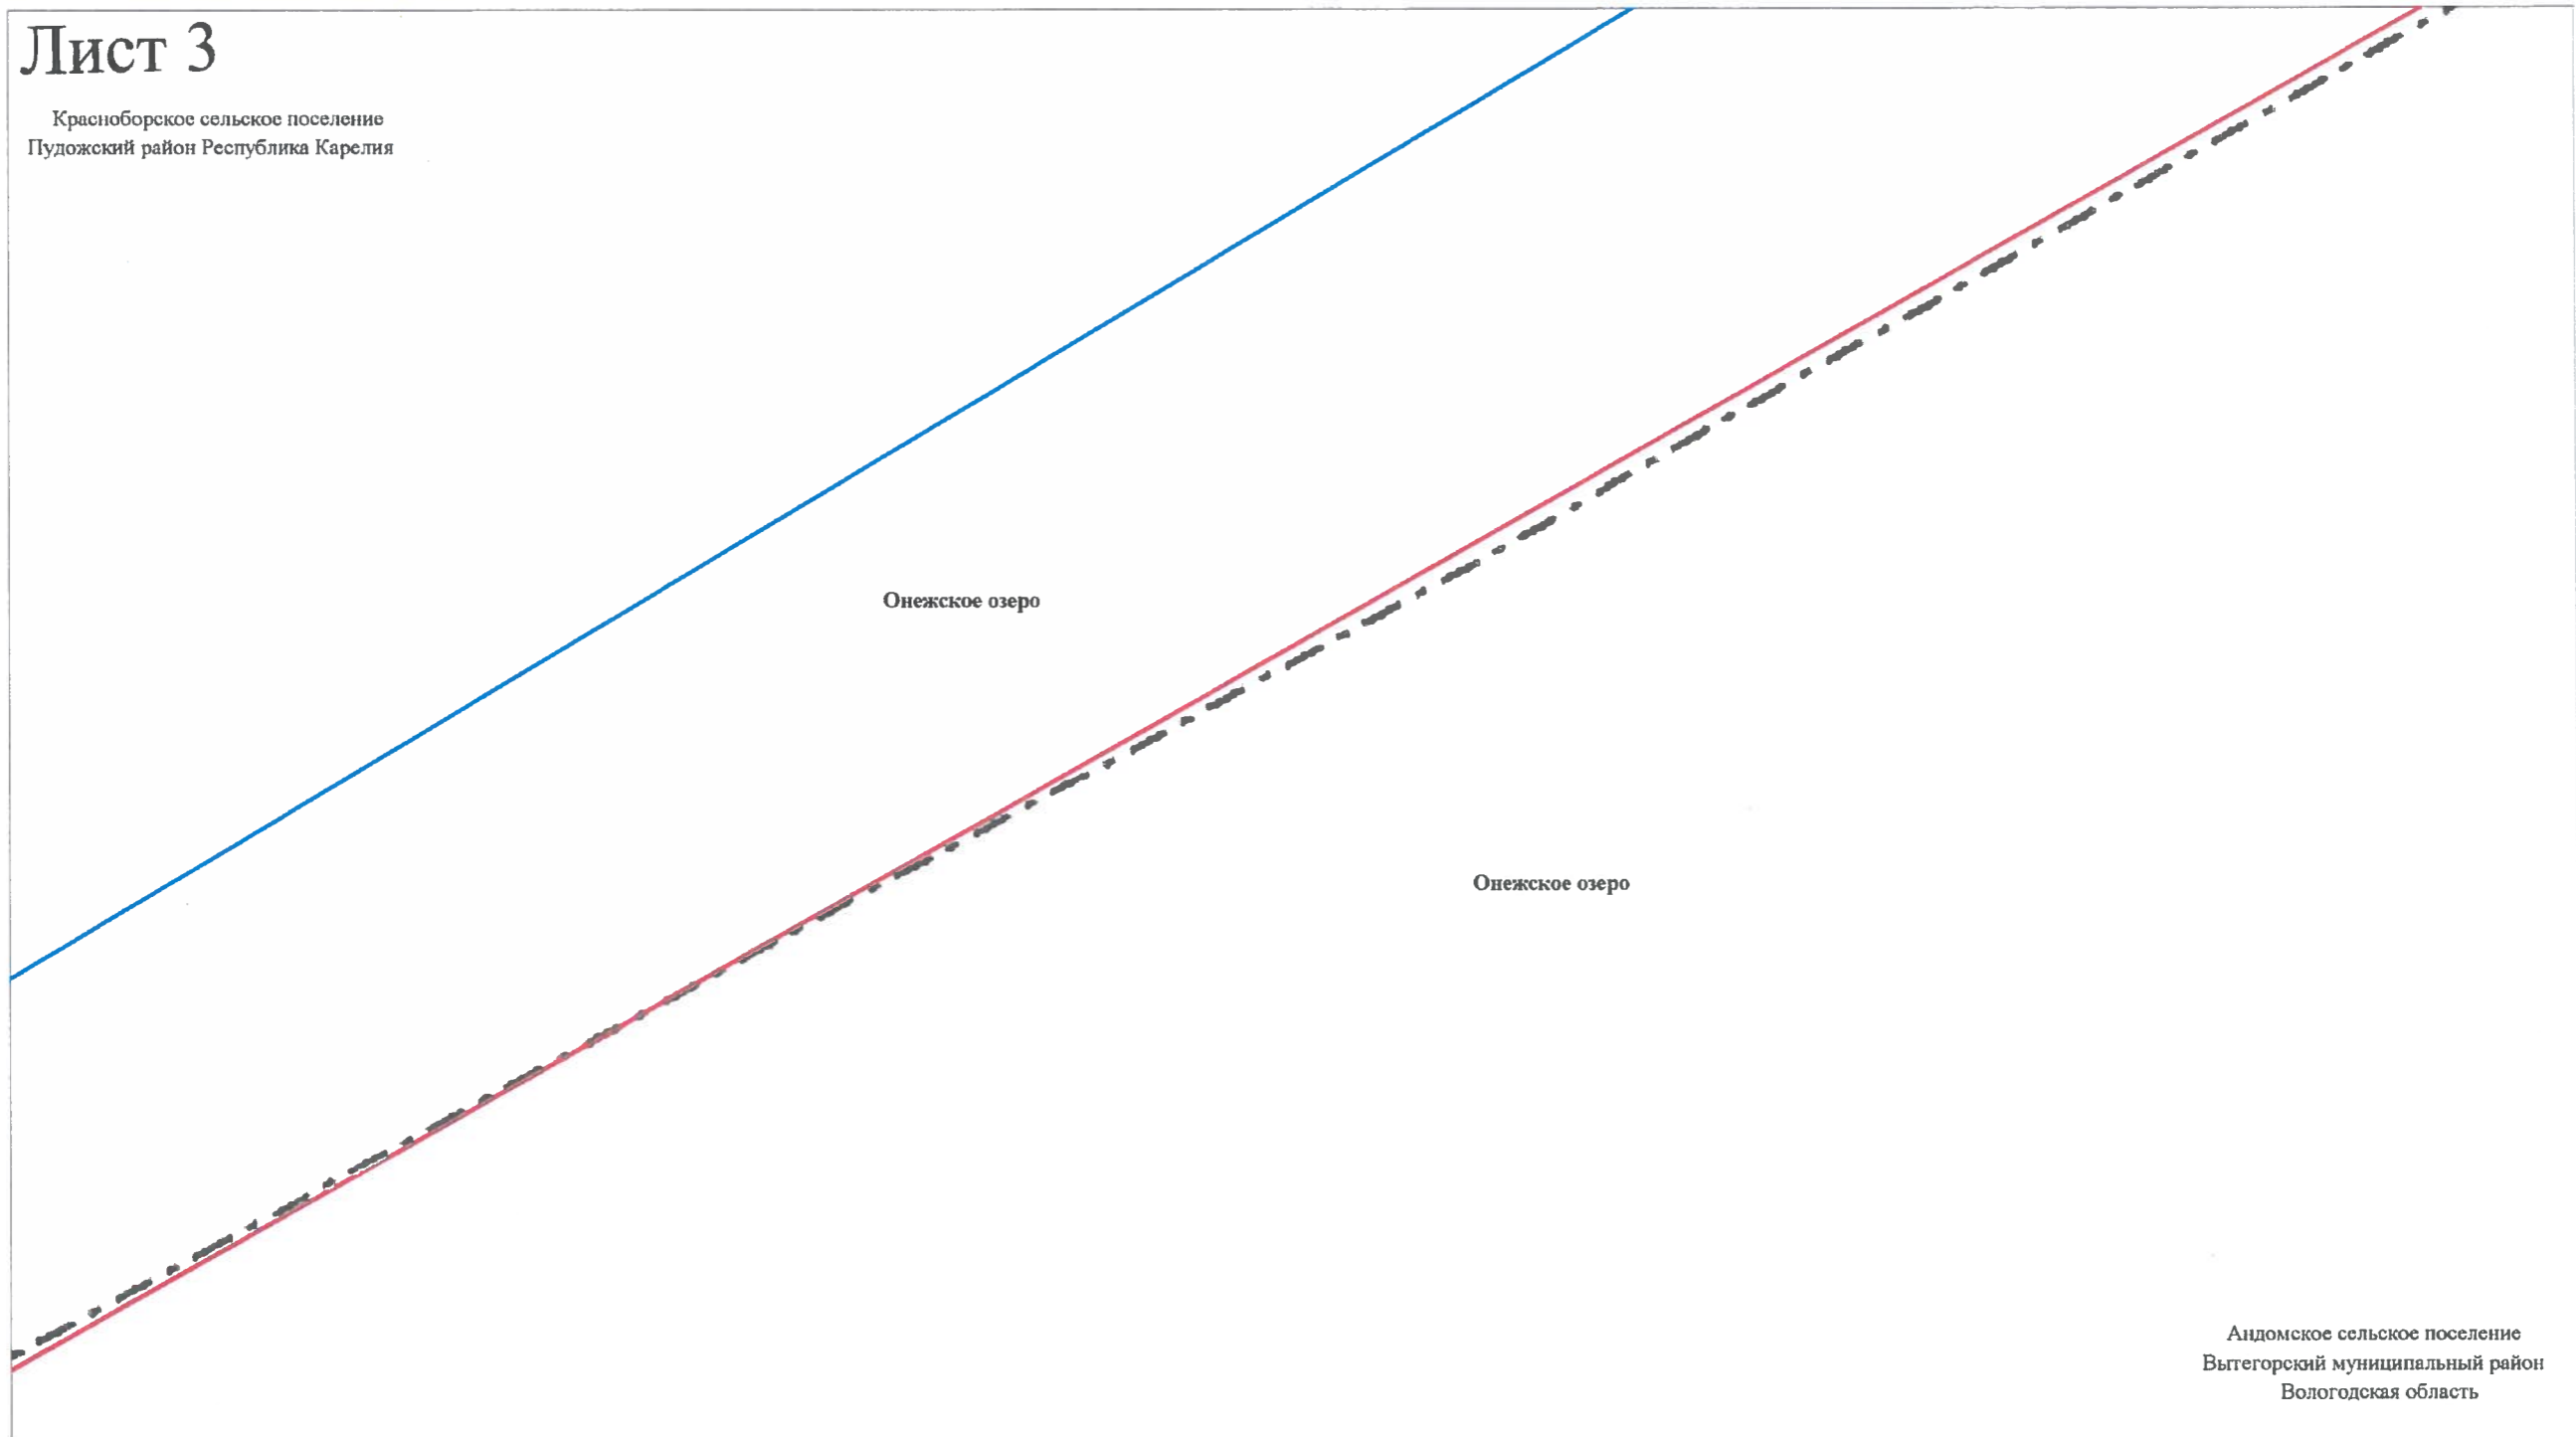 Лист 3
Красноборское сельское поселение
Пудожский район Республика Карелия
Онежское озеро
Онежское озеро
Андомское сельское поселение
Вытегорский муниципальный район
Вологодская область